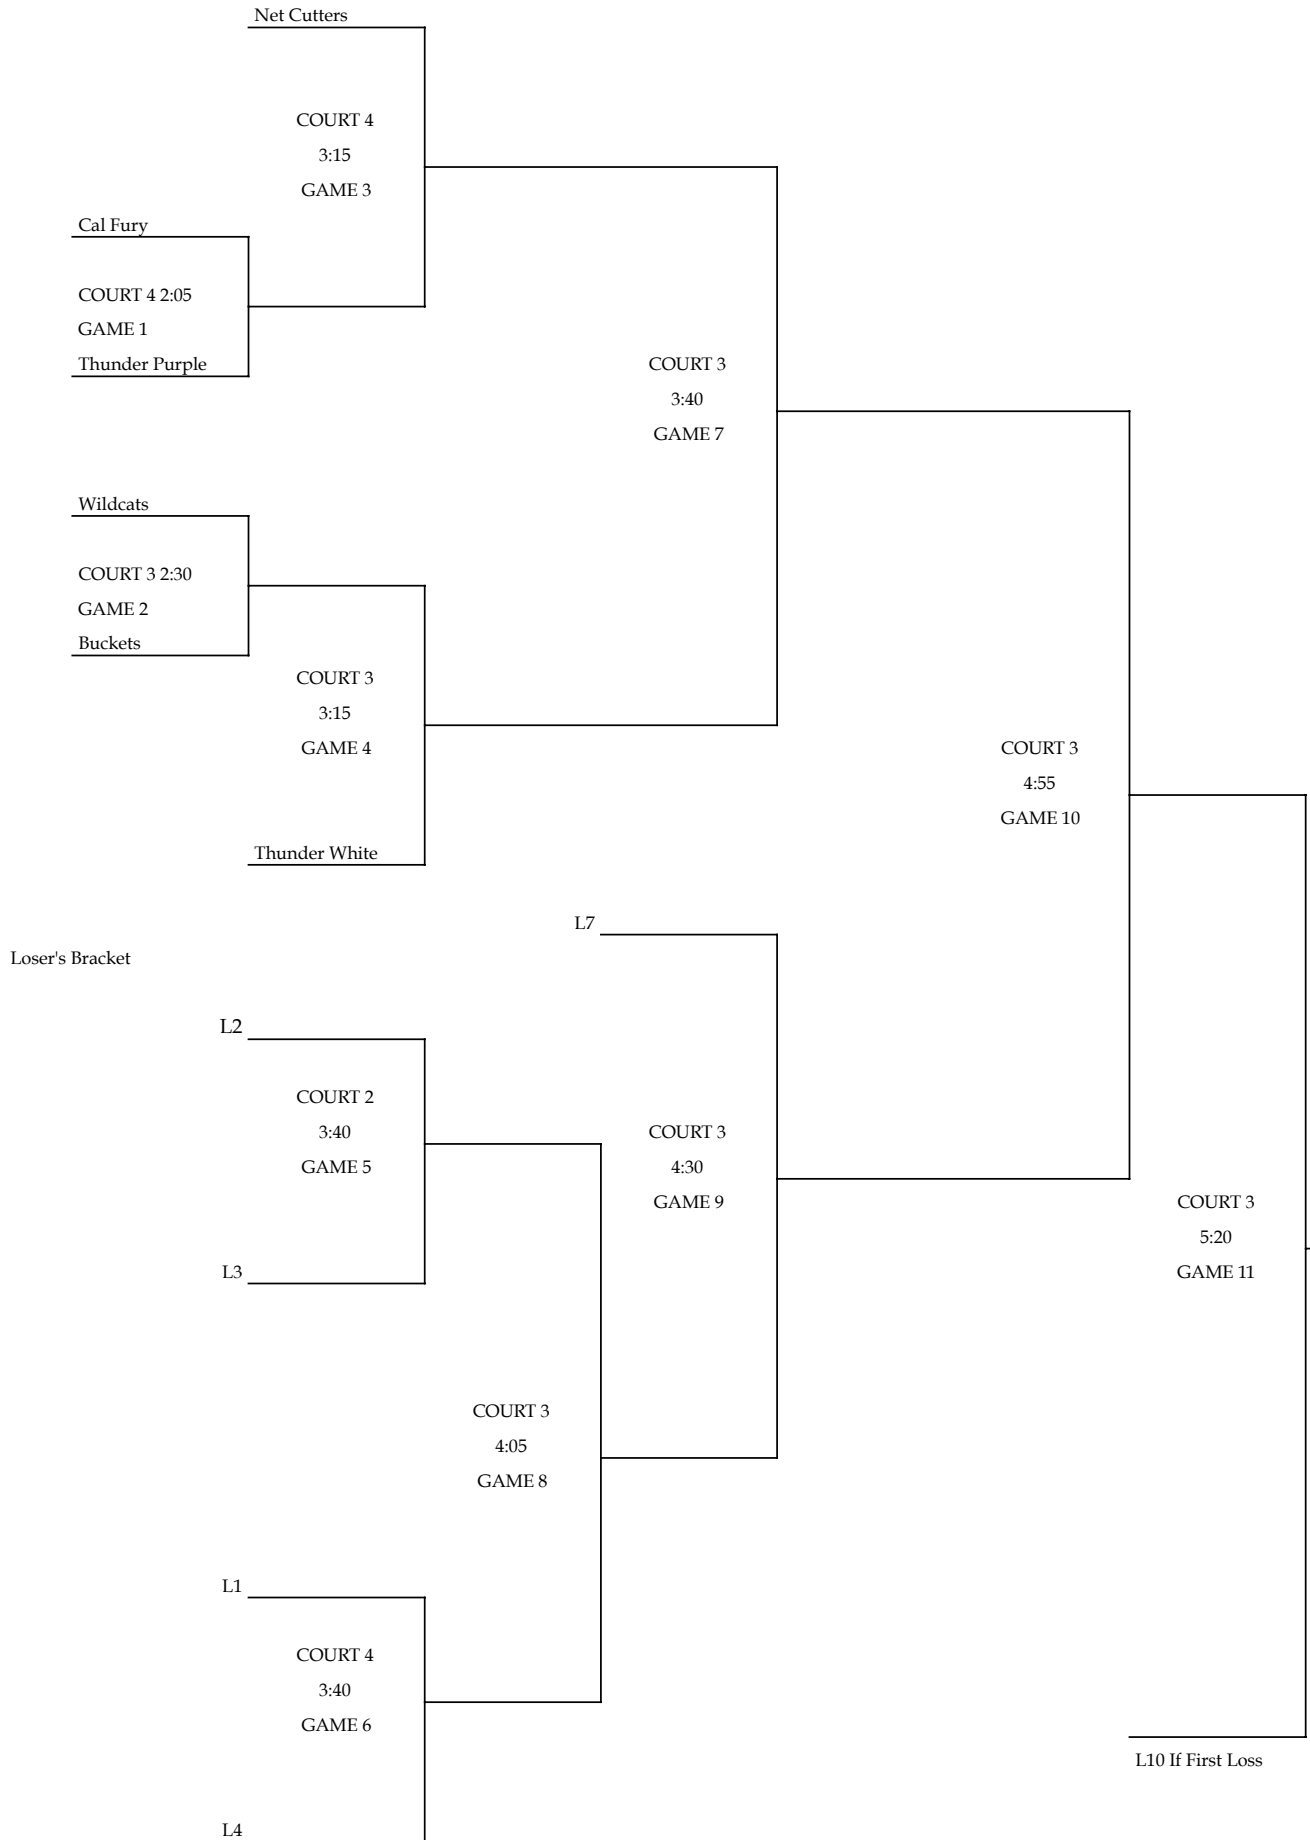 Net Cutters
COURT 4
3:15
GAME 3
Cal Fury
COURT 4 2:05
GAME 1
Thunder Purple
COURT 3
3:40
GAME 7
Wildcats
COURT 3 2:30
GAME 2
Buckets
COURT 3
3:15
GAME 4
COURT 3
4:55
GAME 10
Thunder White
L7
Loser's Bracket
L2
COURT 2
3:40
GAME 5
COURT 3
4:30
GAME 9
L3
COURT 3
5:20
GAME 11
COURT 3
4:05
GAME 8
L1
COURT 4
3:40
GAME 6
L10 If First Loss
L4